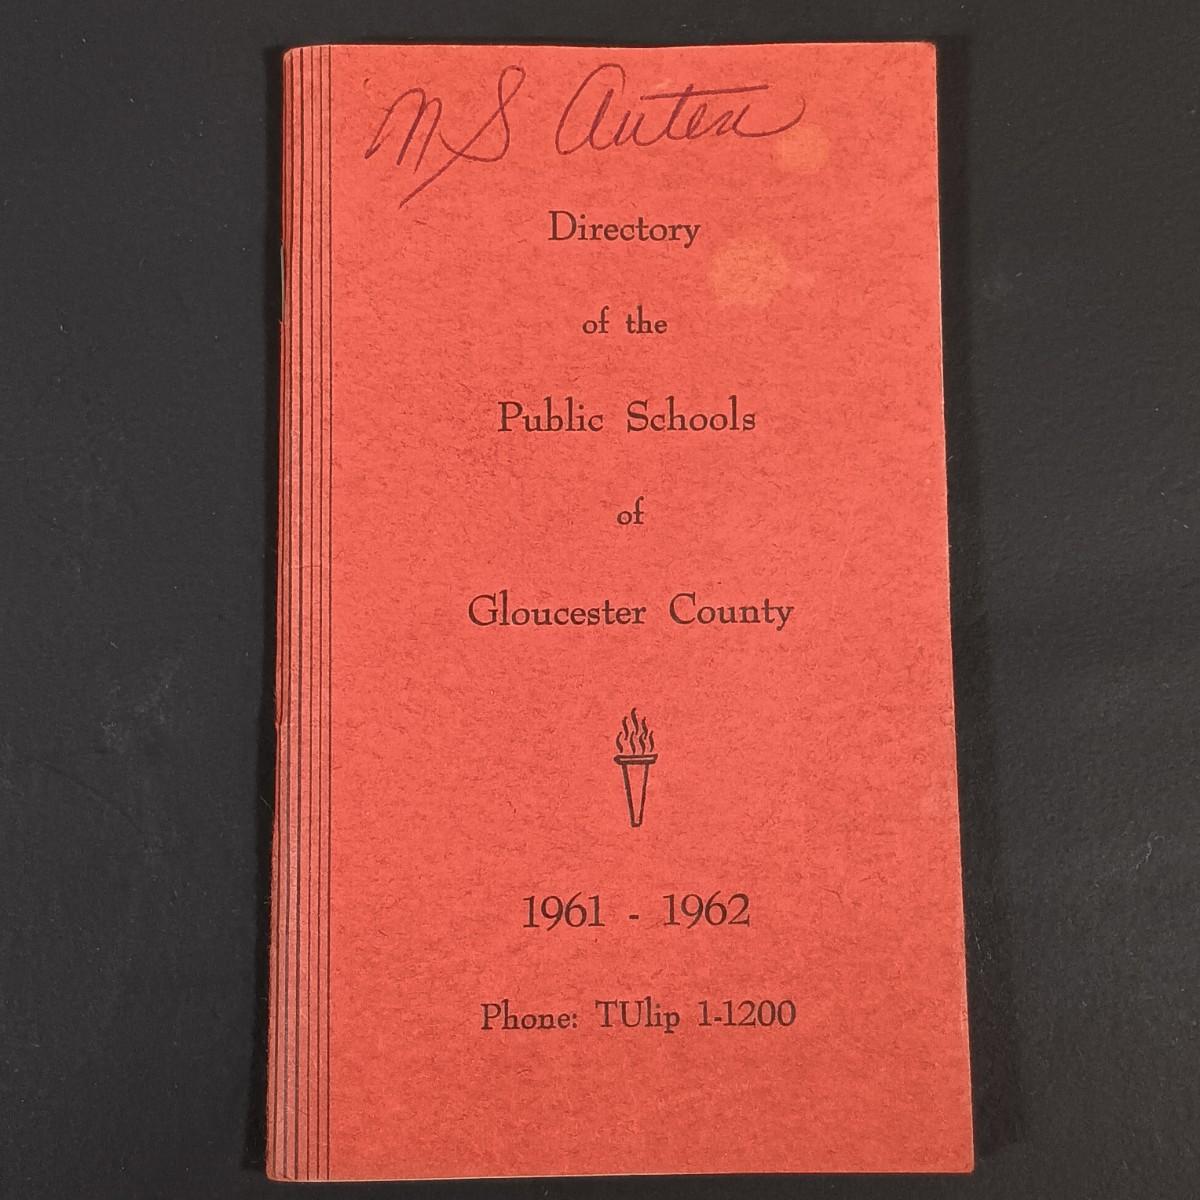 M S Auten
Directory
of the
Public Schools
of
Gloucester County
1961 - 1962
Phone: TUlip 1-1200